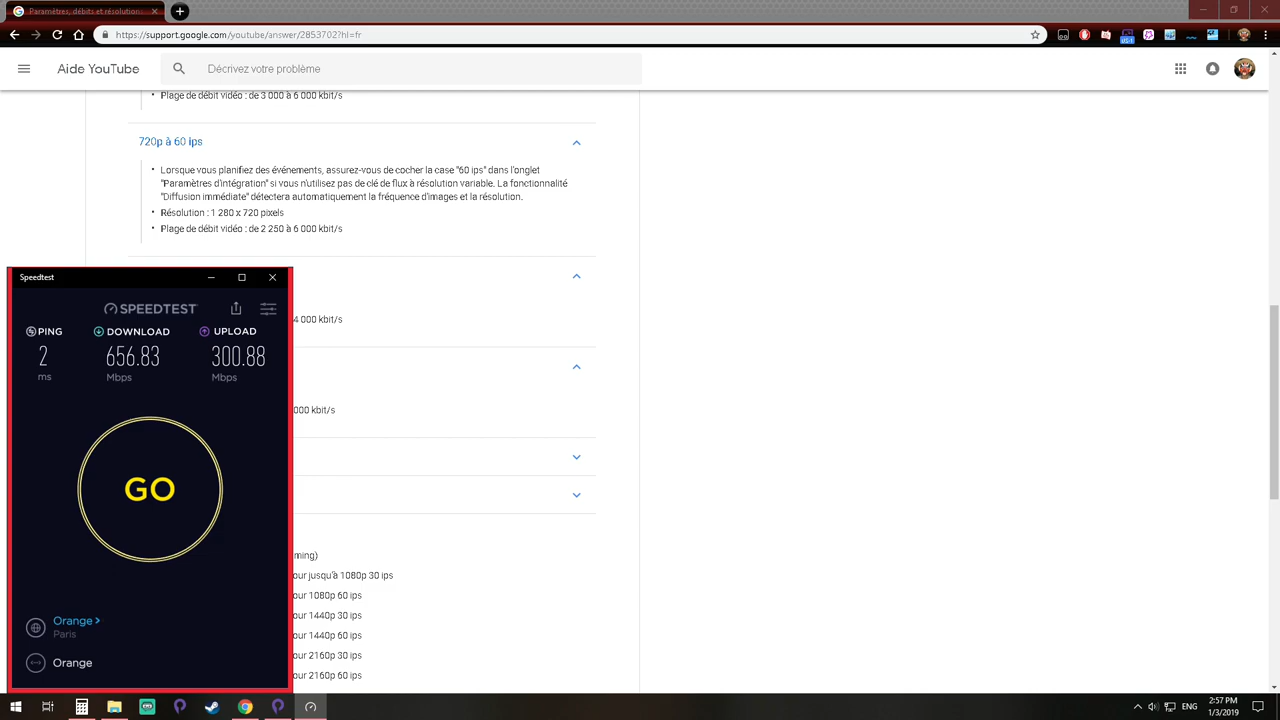 Paramètres, débits et résolution
https://support.google.com/youtube/answer/2853702?hl=fr
Aide YouTube
Décrivez votre problème
• Plage de débit vidéo : de 3 000 à 6 000 kbit/s
720p à 60 ips
• Lorsque vous planifiez des événements, assurez-vous de cocher la case "60 ips" dans l'onglet
"Paramètres d'intégration" si vous n'utilisez pas de clé de flux à résolution variable. La fonctionnalité
"Diffusion immédiate" détectera automatiquement la fréquence d'images et la résolution.
• Résolution : 1 280 x 720 pixels
• Plage de débit vidéo : de 2 250 à 6 000 kbit/s
Speedtest
SPEEDTEST
PING
DOWNLOAD
UPLOAD
2
656.83
300.88
ms
Mbps
Mbps
GO
Orange >
Paris
Orange
4 000 kbit/s
000 kbit/s
ming)
our jusqu'à 1080p 30 ips
our 1080p 60 ips
our 1440p 30 ips
our 1440p 60 ips
our 2160p 30 ips
our 2160p 60 ips
ENG
2:57 PM
1/3/2019